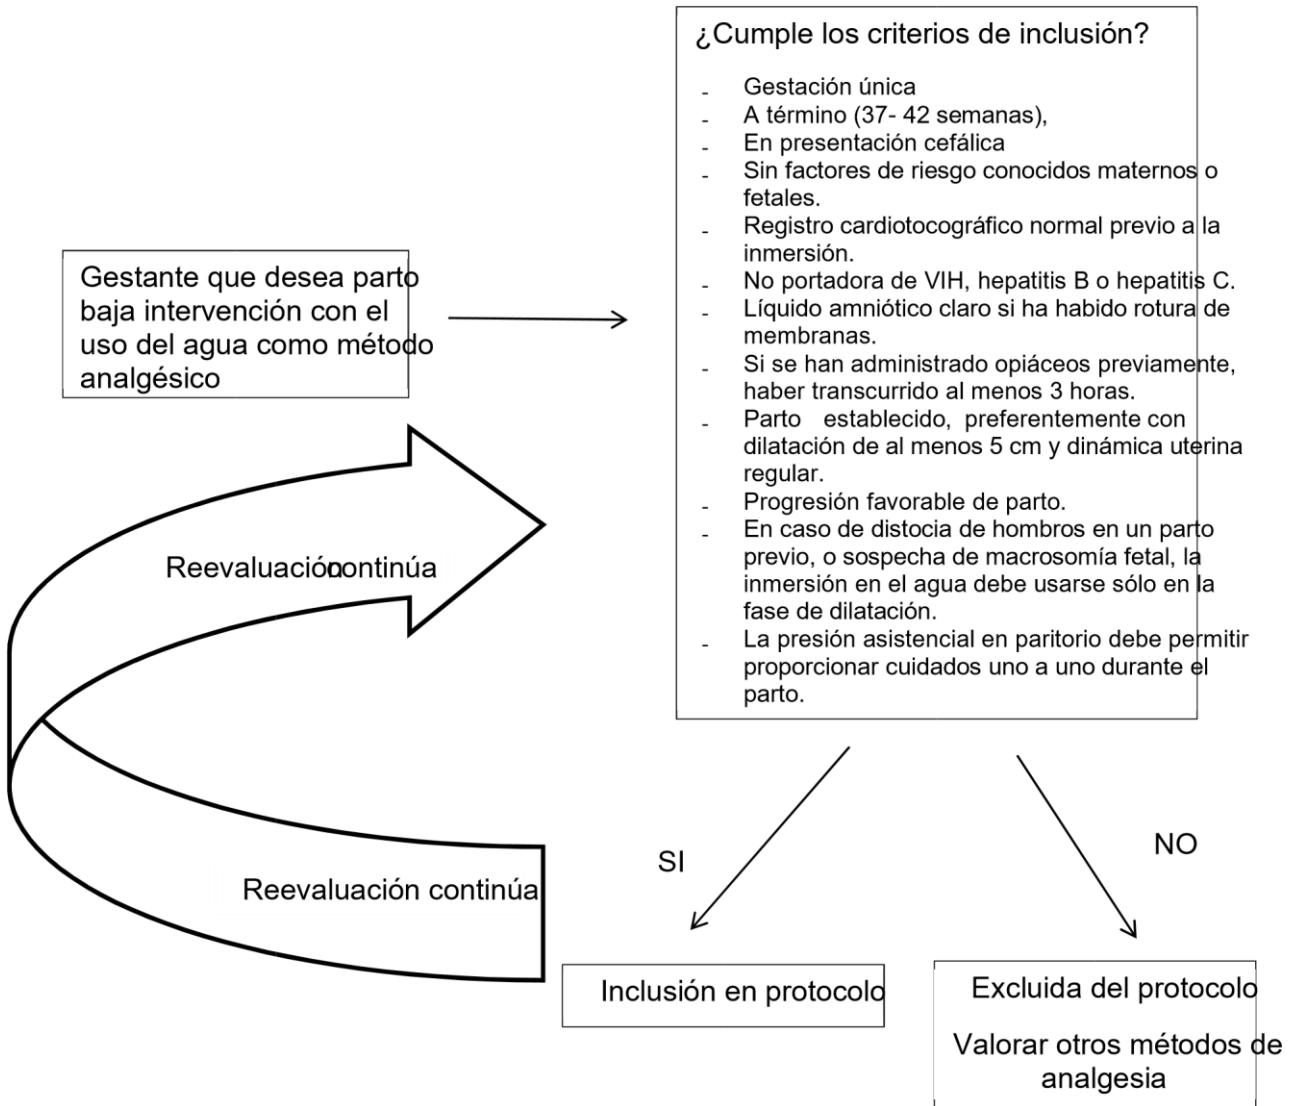 ¿Cumple los criterios de inclusión?
- Gestación única
- A término (37- 42 semanas),
- En presentación cefálica
- Sin factores de riesgo conocidos maternos o
fetales.
- Registro cardiotocográfico normal previo a la
inmersión.
- No portadora de VIH, hepatitis B o hepatitis C.
- Líquido amniótico claro si ha habido rotura de
membranas.
- Si se han administrado opiáceos previamente,
haber transcurrido al menos 3 horas.
- Parto establecido, preferentemente con
dilatación de al menos 5 cm y dinámica uterina
regular.
- Progresión favorable de parto.
- En caso de distocia de hombros en un parto
previo, o sospecha de macrosomía fetal, la
inmersión en el agua debe usarse sólo en la
fase de dilatación.
- La presión asistencial en paritorio debe permitir
proporcionar cuidados uno a uno durante el
parto.
Gestante que desea parto
baja intervención con el
uso del agua como método
analgésico
Reevaluación continúa
Reevaluación continúa
SI
NO
Inclusión en protocolo
Excluida del protocolo
Valorar otros métodos de
analgesia